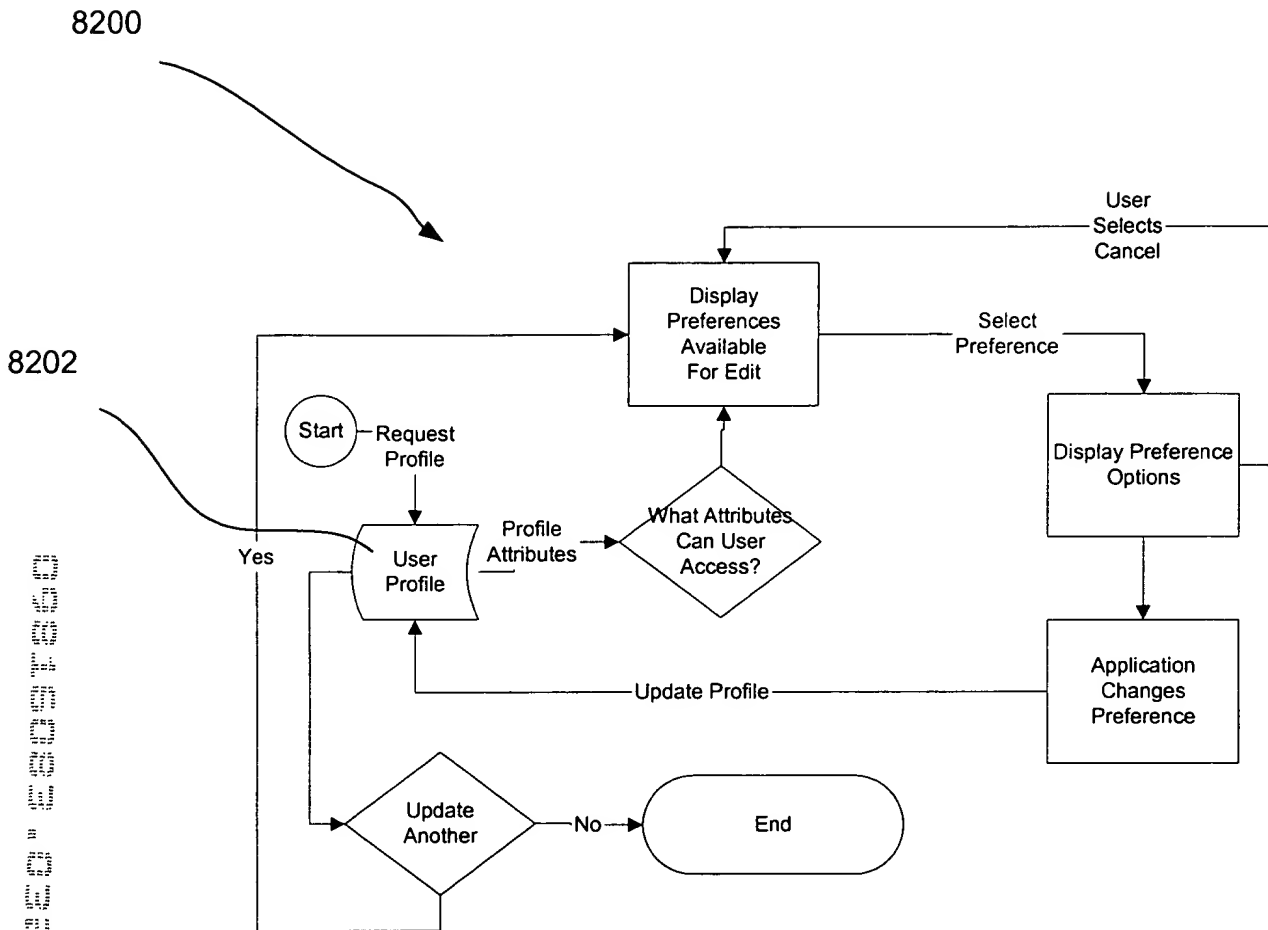 8200
User
Selects
Cancel
Display
Preferences
Available
For Edit
Select
Preference
8202
Start
Request
Profile
Display Preference
Options
What Attributes
Can User
Access?
Profile
Attributes
User
Profile
Yes
Application
Changes
Preference
Update Profile
Update
Another
No
End